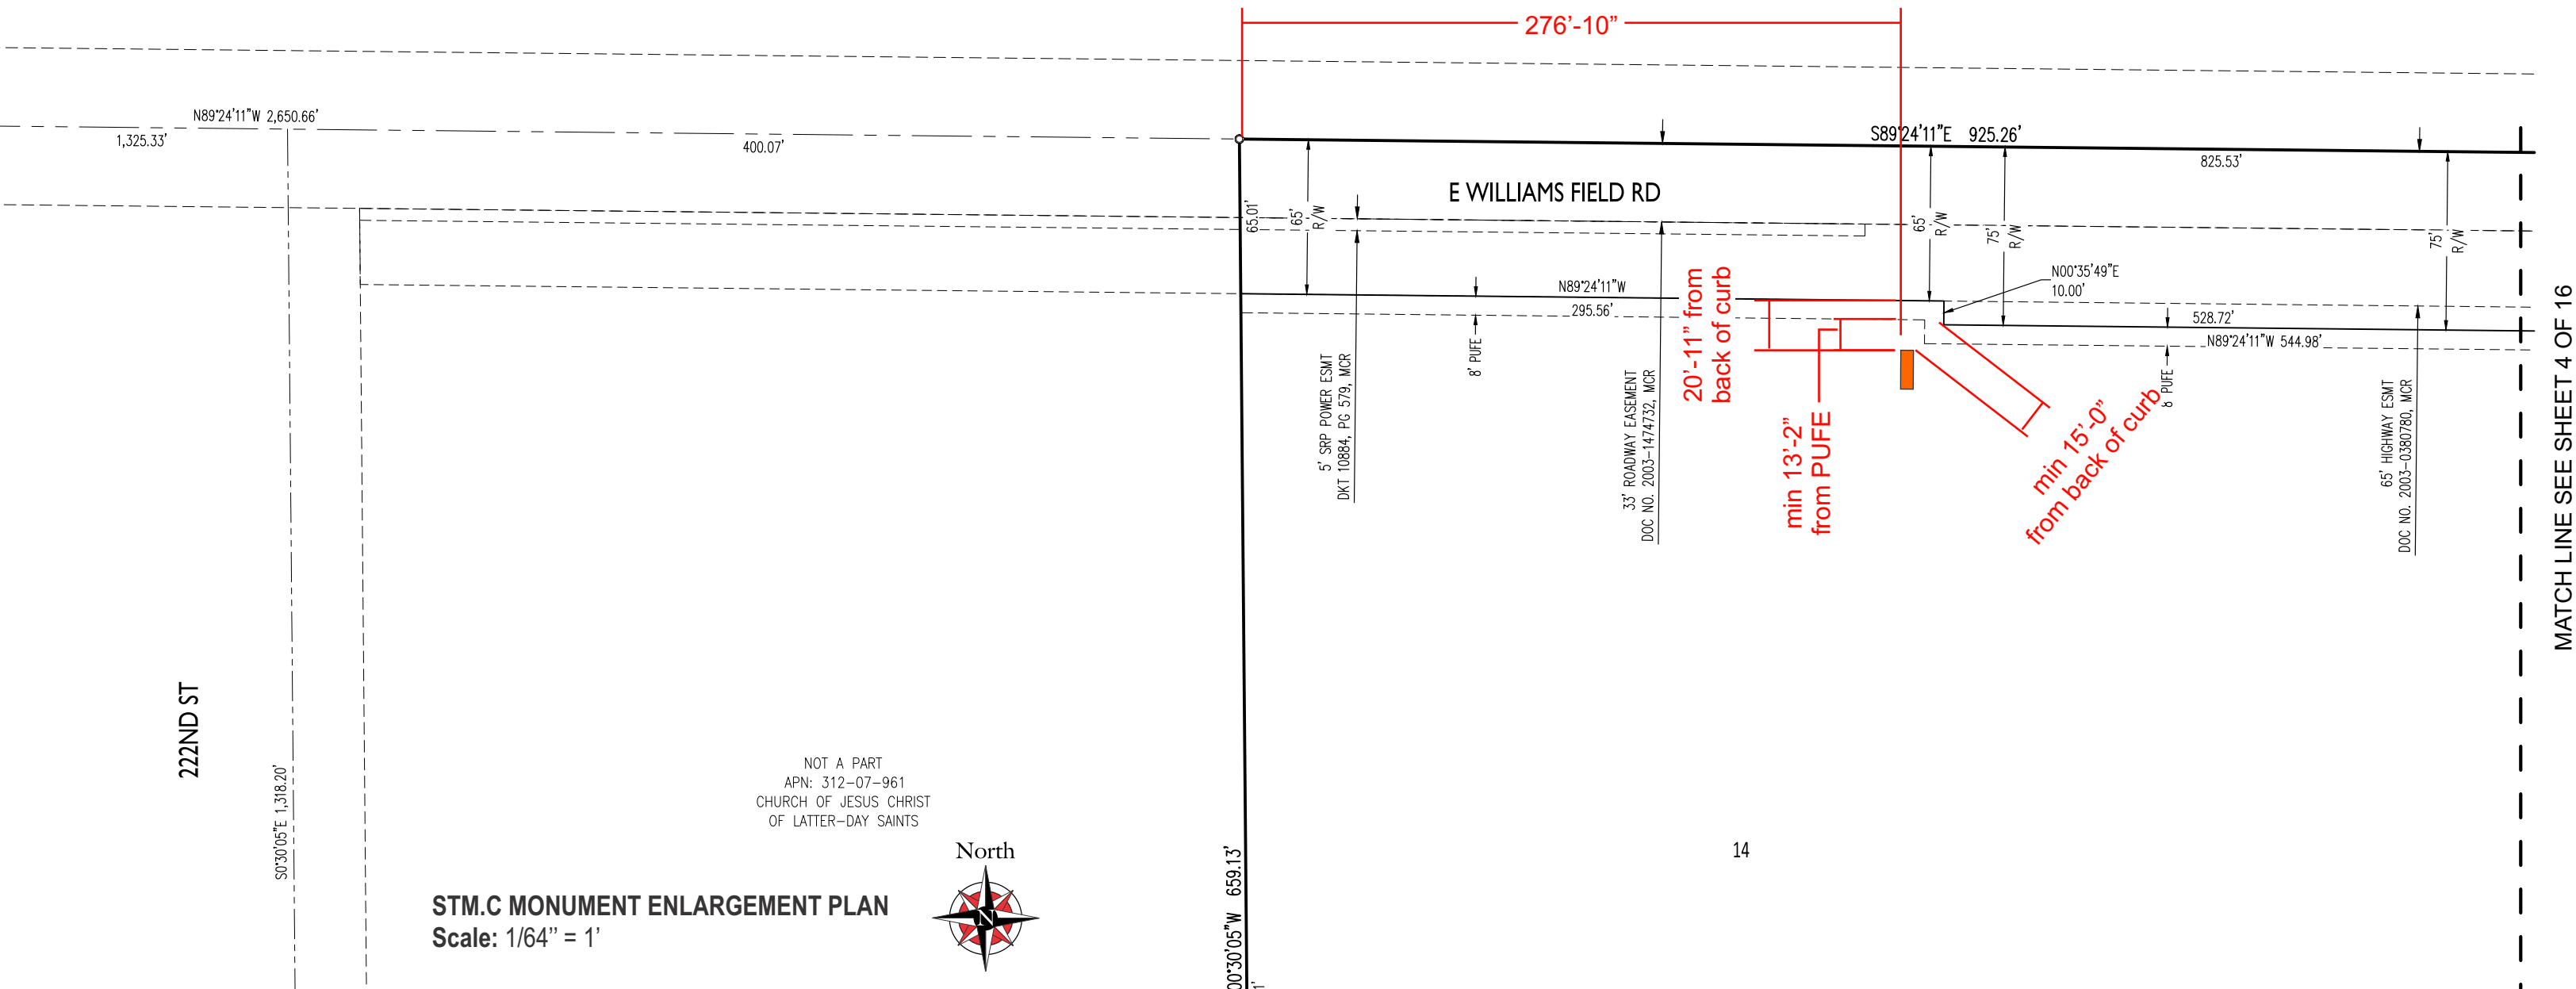 276’-10”
N89°24'11"W 2,650.66'
1,325.33'
400.07'
S89°24'11"E 925.26'
825.53'
E WILLIAMS FIELD RD
65.01'
65'
R/W
65'
R/W
75'
R/W
75'
R/W
N00°35'49"E
10.00'
N89°24'11"W
295.56'
528.72'
N89°24'11"W 544.98'
8' PUFE
8' PUFE
20’-11” from
back of curb
min 13’-2”
from PUFE
min 15’-0”
from back of curb
5' SRP POWER ESMT
DKT 10884, PG 579, MCR
33' ROADWAY EASEMENT
DOC NO. 2003-1474732, MCR
65' HIGHWAY ESMT
DOC NO. 2003-0380780, MCR
MATCH LINE SEE SHEET 4 OF 16
222ND ST
S0°30'05"E 1,318.20'
NOT A PART
APN: 312-07-961
CHURCH OF JESUS CHRIST
OF LATTER-DAY SAINTS
North
N
STM.C MONUMENT ENLARGEMENT PLAN
Scale: 1/64” = 1’
00°30'05"W 659.13'
14